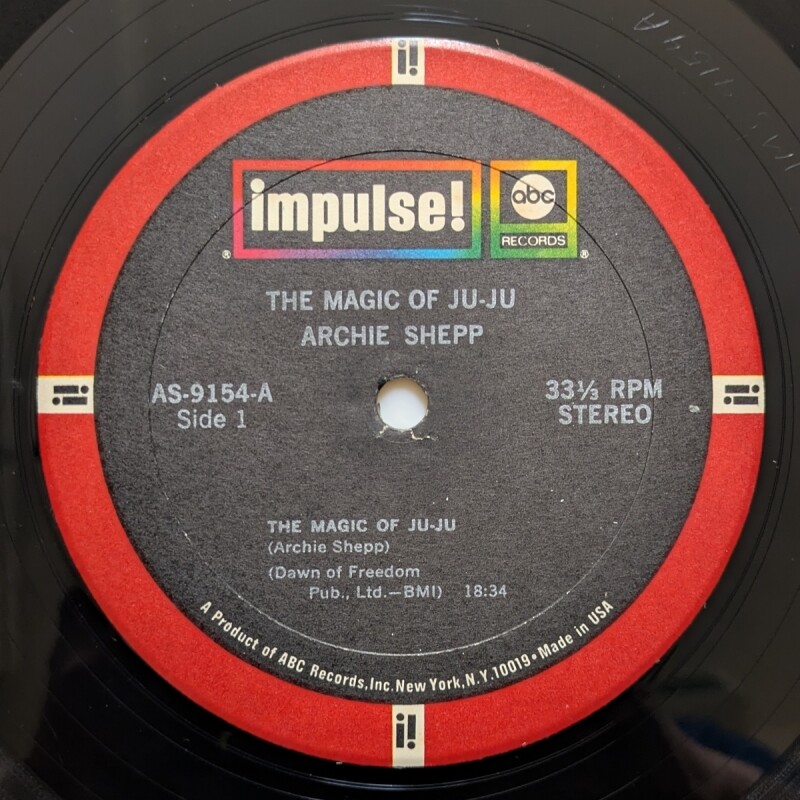 impulse!
abc
RECORDS
®
®
THE MAGIC OF JU-JU
ARCHIE SHEPP
AS-9154-A
Side 1
33⅓ RPM
STEREO
THE MAGIC OF JU-JU
(Archie Shepp)
(Dawn of Freedom
Pub., Ltd.—BMI) 18:34
A Product of ABC Records, Inc. New York, N.Y. 10019 • Made in USA
i!
i!
i!
i!